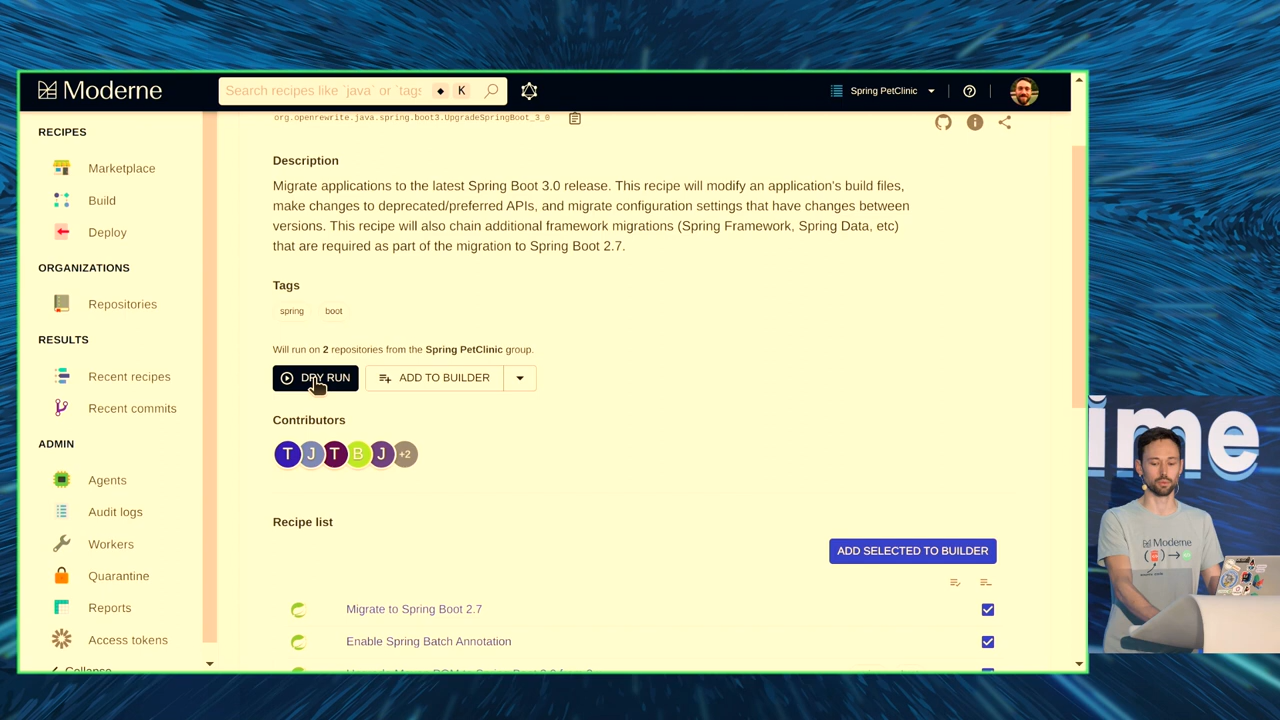 Moderne
Search recipes like `java` or `tags
K
Spring PetClinic
RECIPES
Marketplace
Build
Deploy
ORGANIZATIONS
Repositories
RESULTS
Recent recipes
Recent commits
ADMIN
Agents
Audit logs
Workers
Quarantine
Reports
Access tokens
Collapse
org.openrewrite.java.spring.boot3.UpgradeSpringBoot_3_0
Description
Migrate applications to the latest Spring Boot 3.0 release. This recipe will modify an application's build files,
make changes to deprecated/preferred APIs, and migrate configuration settings that have changes between
versions. This recipe will also chain additional framework migrations (Spring Framework, Spring Data, etc)
that are required as part of the migration to Spring Boot 2.7.
Tags
spring boot
Will run on 2 repositories from the Spring PetClinic group.
DRY RUN
ADD TO BUILDER
Contributors
T J T B J +2
Recipe list
ADD SELECTED TO BUILDER
Migrate to Spring Boot 2.7
Enable Spring Batch Annotation
ime
Moderne